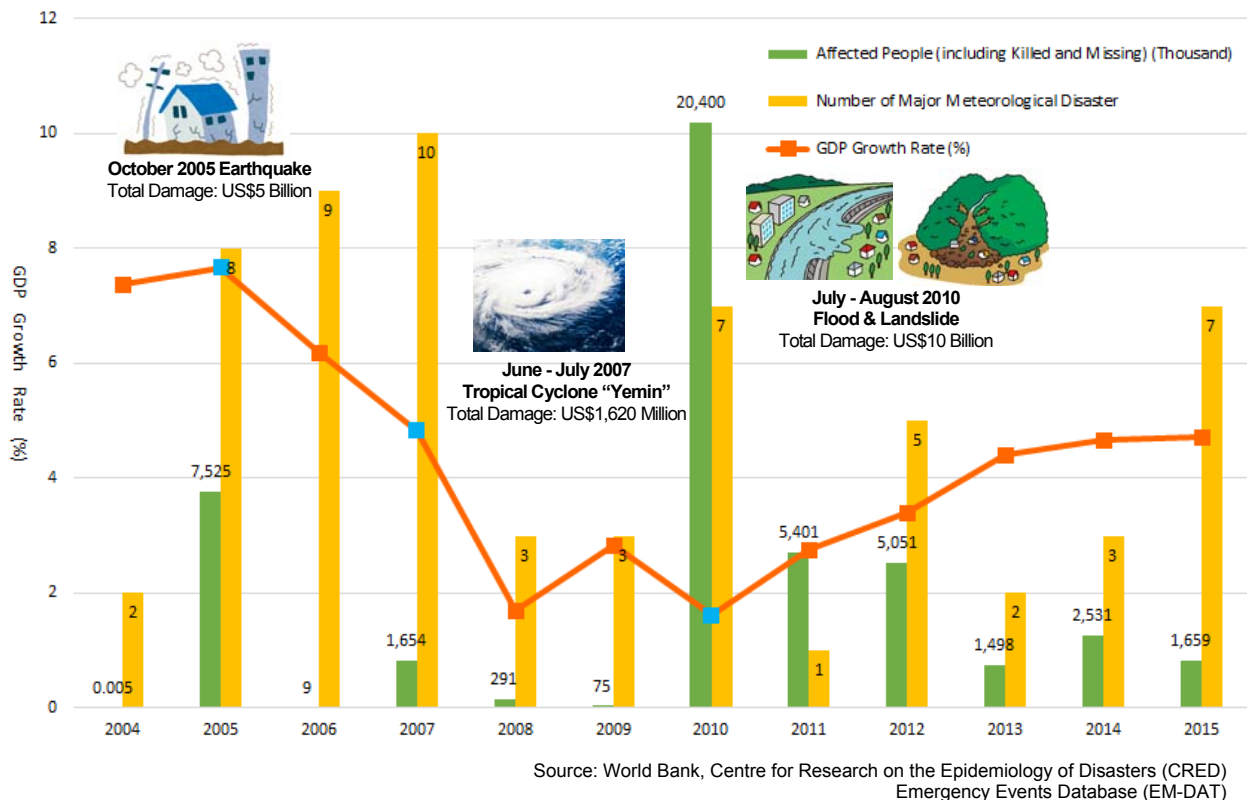 12
10
8
6
4
2
0
GDP Growth Rate (%)
Affected People (including Killed and Missing) (Thousand)
Number of Major Meteorological Disaster
GDP Growth Rate (%)
October 2005 Earthquake
Total Damage: US$5 Billion
June - July 2007
Tropical Cyclone “Yemin”
Total Damage: US$1,620 Million
July - August 2010
Flood & Landslide
Total Damage: US$10 Billion
0.005
2
7,525
8
9
9
1,654
10
291
3
75
3
20,400
7
5,401
1
5,051
5
1,498
2
2,531
3
1,659
7
2004 2005 2006 2007 2008 2009 2010 2011 2012 2013 2014 2015
Source: World Bank, Centre for Research on the Epidemiology of Disasters (CRED)
Emergency Events Database (EM-DAT)